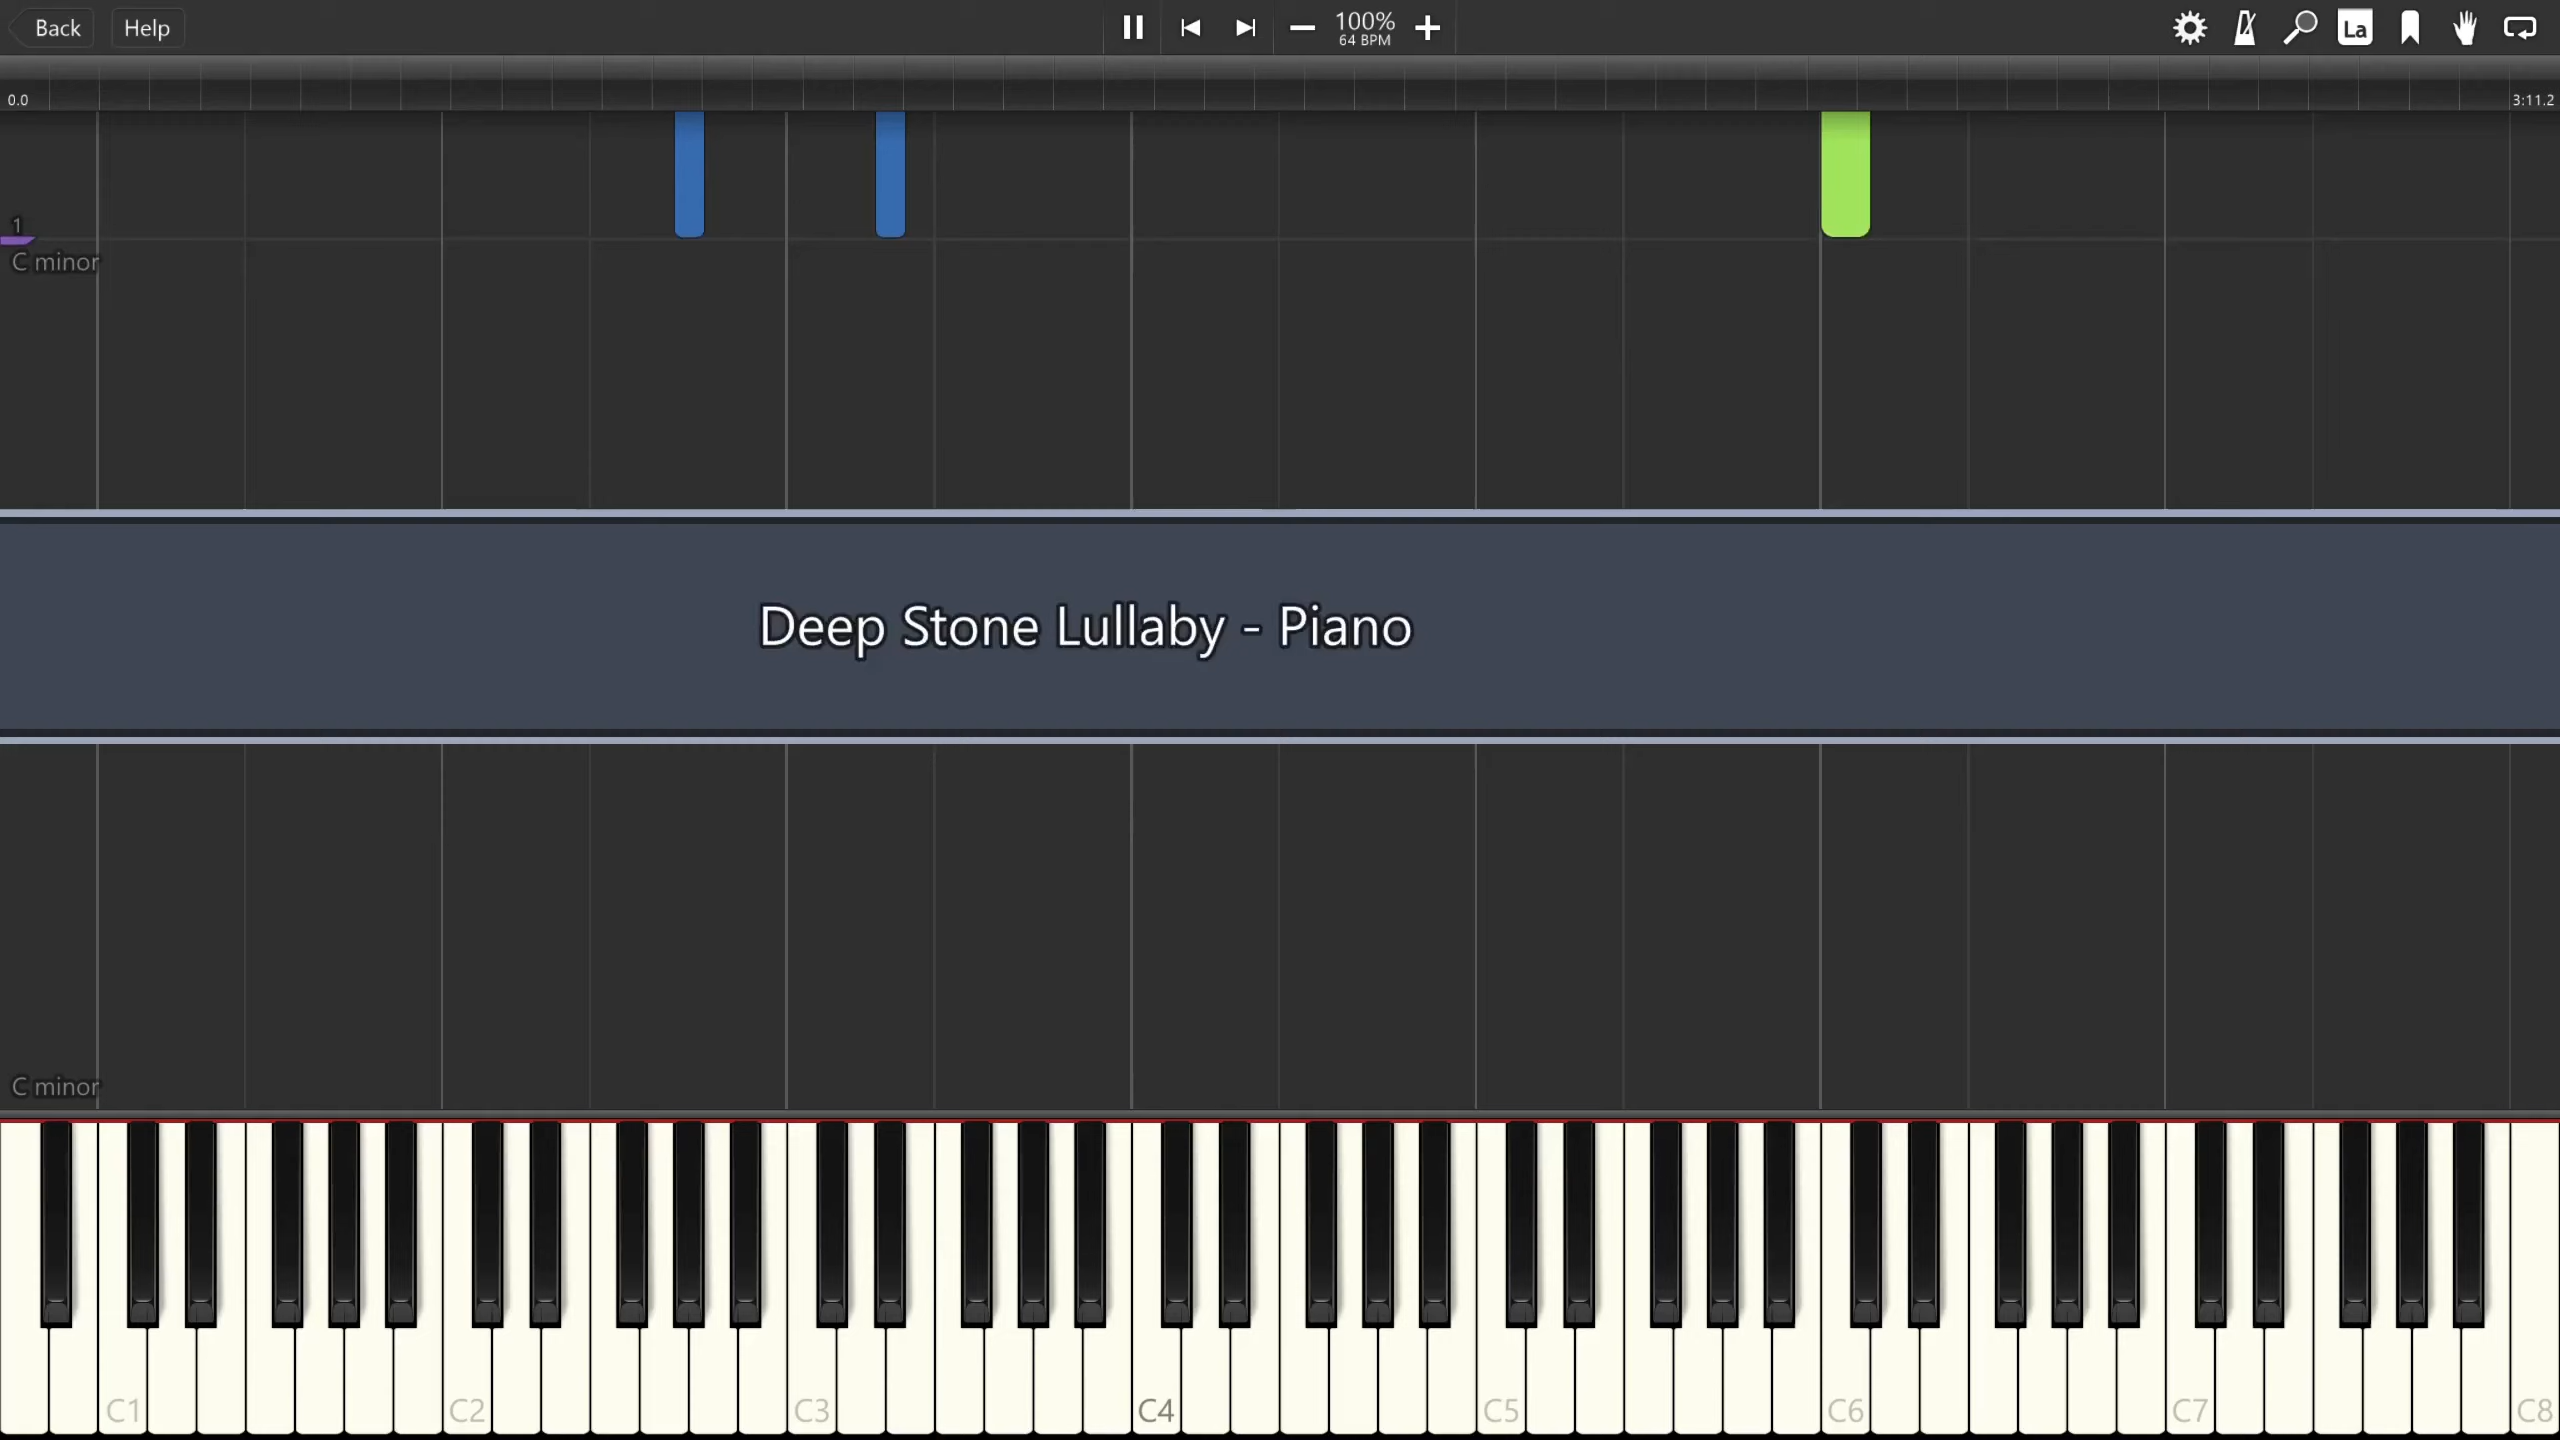 Back
Help
100%
64 BPM
La
0.0
3:11.2
1
C minor
Deep Stone Lullaby - Piano
C minor
C1
C2
C3
C4
C5
C6
C7
C8